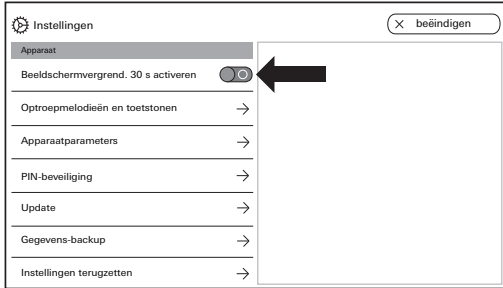 Instellingen
× beëindigen
Apparaat
Beeldschermvergrend. 30 s activeren
Optroepmelodieën en toetstonen
Apparaatparameters
PIN-beveiliging
Update
Gegevens-backup
Instellingen terugzetten